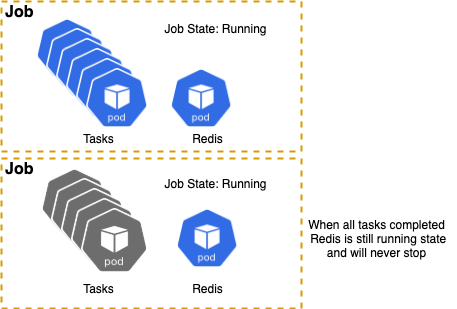 Job
Job State: Running
pod
pod
Tasks
Redis
Job
Job State: Running
pod
pod
Tasks
Redis
When all tasks completed
Redis is still running state
and will never stop